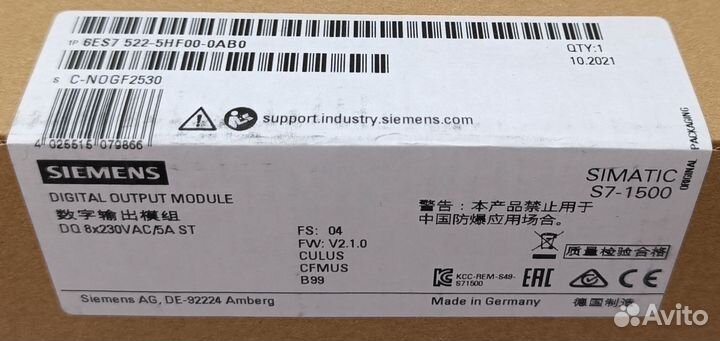 1P 6ES7 522-5HF00-0AB0
QTY:1
10.2021
S C-N0GF2530
support.industry.siemens.com
4 025515 079866
ORIGINAL PACKAGING
SIEMENS
SIMATIC
S7-1500
DIGITAL OUTPUT MODULE
数字输出模组
DQ 8x230VAC/5A ST
警告:本产品禁止用于
中国防爆应用场合。
FS: 04
FW: V2.1.0
CULUS
CFMUS
B99
质量检验合格
KCC-REM-S49-
S71500
EAC
CE
Siemens AG, DE-92224 Amberg
Made in Germany
德国制造
Avito